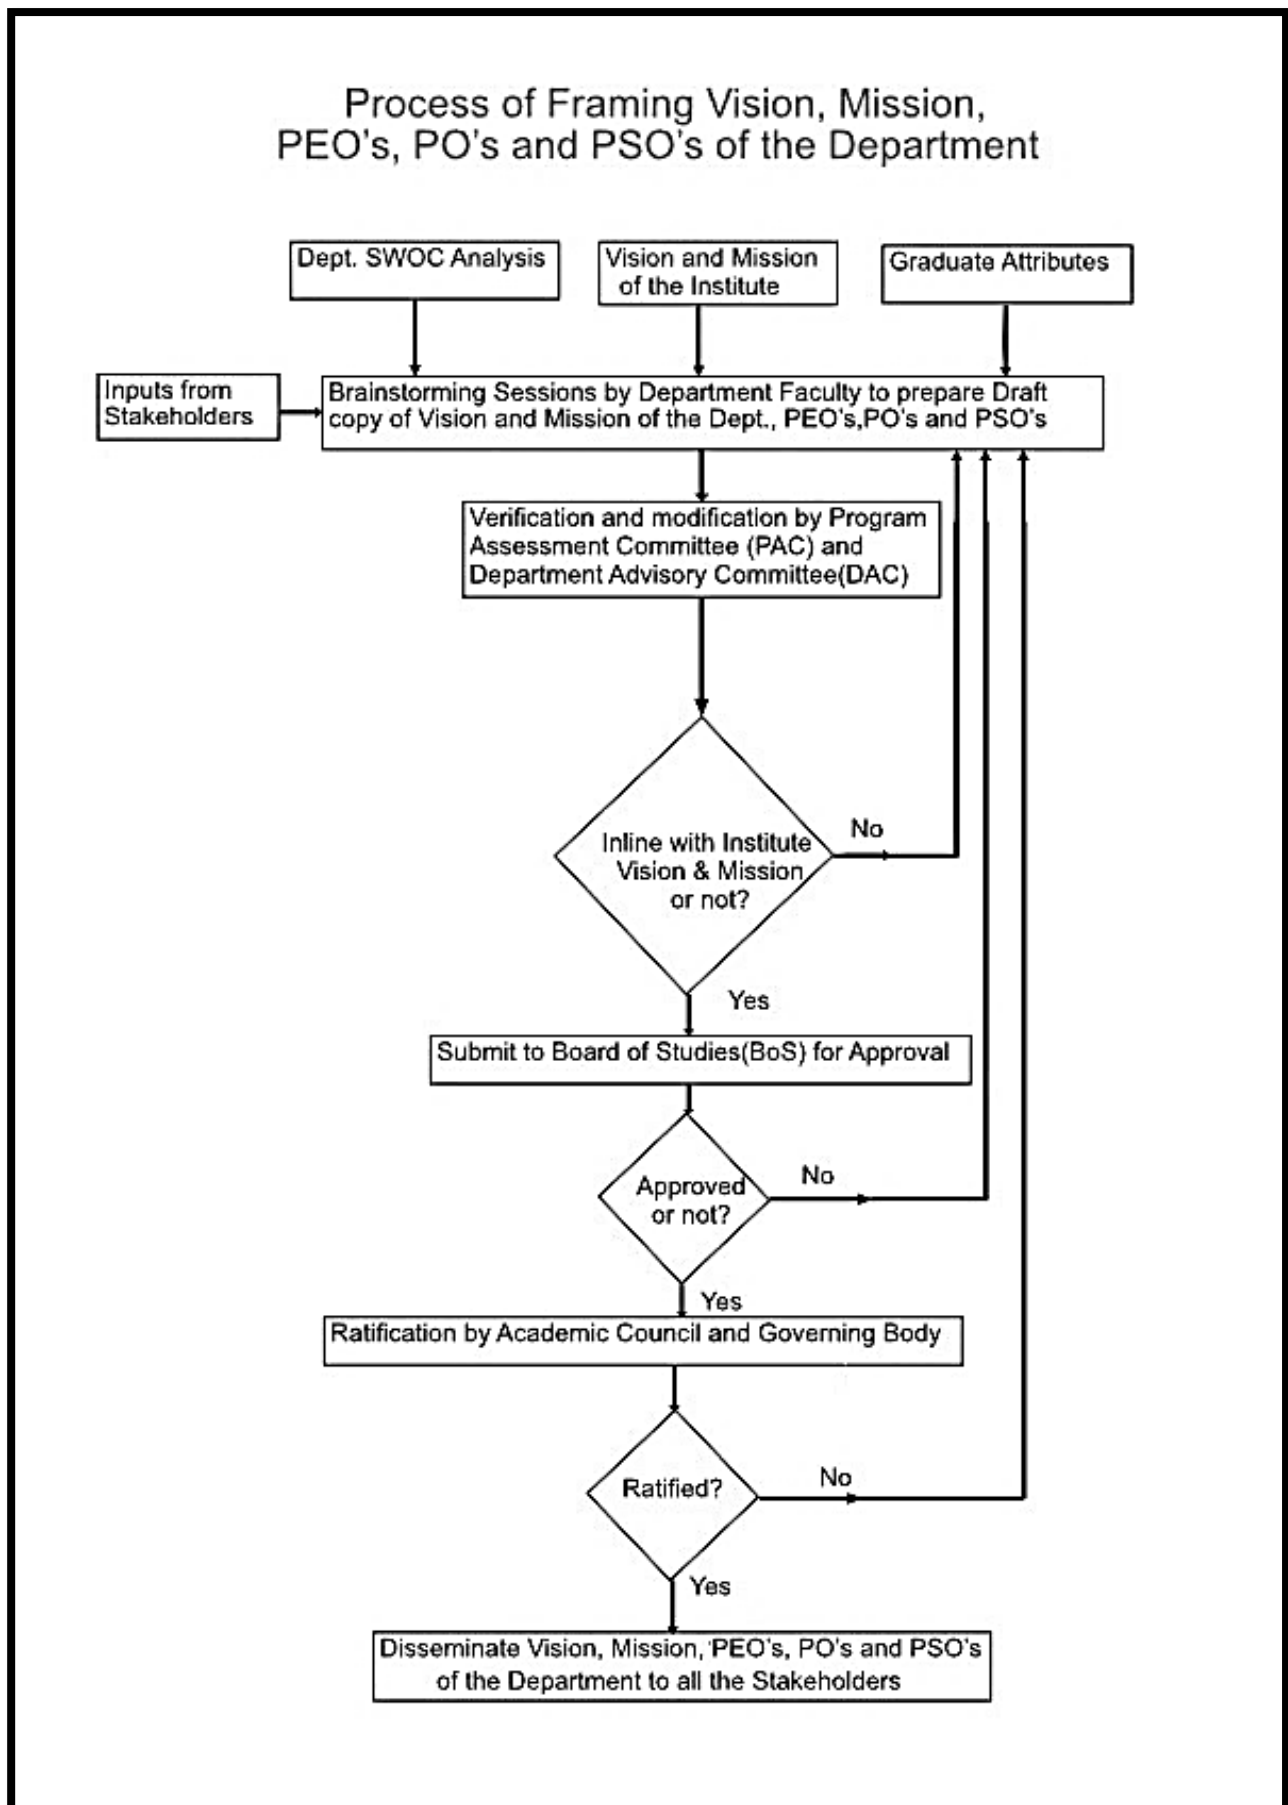 Process of Framing Vision, Mission,
PEO's, PO's and PSO's of the Department
Dept. SWOC Analysis
Vision and Mission
of the Institute
Graduate Attributes
Inputs from
Stakeholders
Brainstorming Sessions by Department Faculty to prepare Draft
copy of Vision and Mission of the Dept., PEO's,PO's and PSO's
Verification and modification by Program
Assessment Committee (PAC) and
Department Advisory Committee(DAC)
Inline with Institute
Vision & Mission
or not?
No
Yes
Submit to Board of Studies(BoS) for Approval
Approved
or not?
No
Yes
Ratification by Academic Council and Governing Body
Ratified?
No
Yes
Disseminate Vision, Mission, PEO's, PO's and PSO's
of the Department to all the Stakeholders